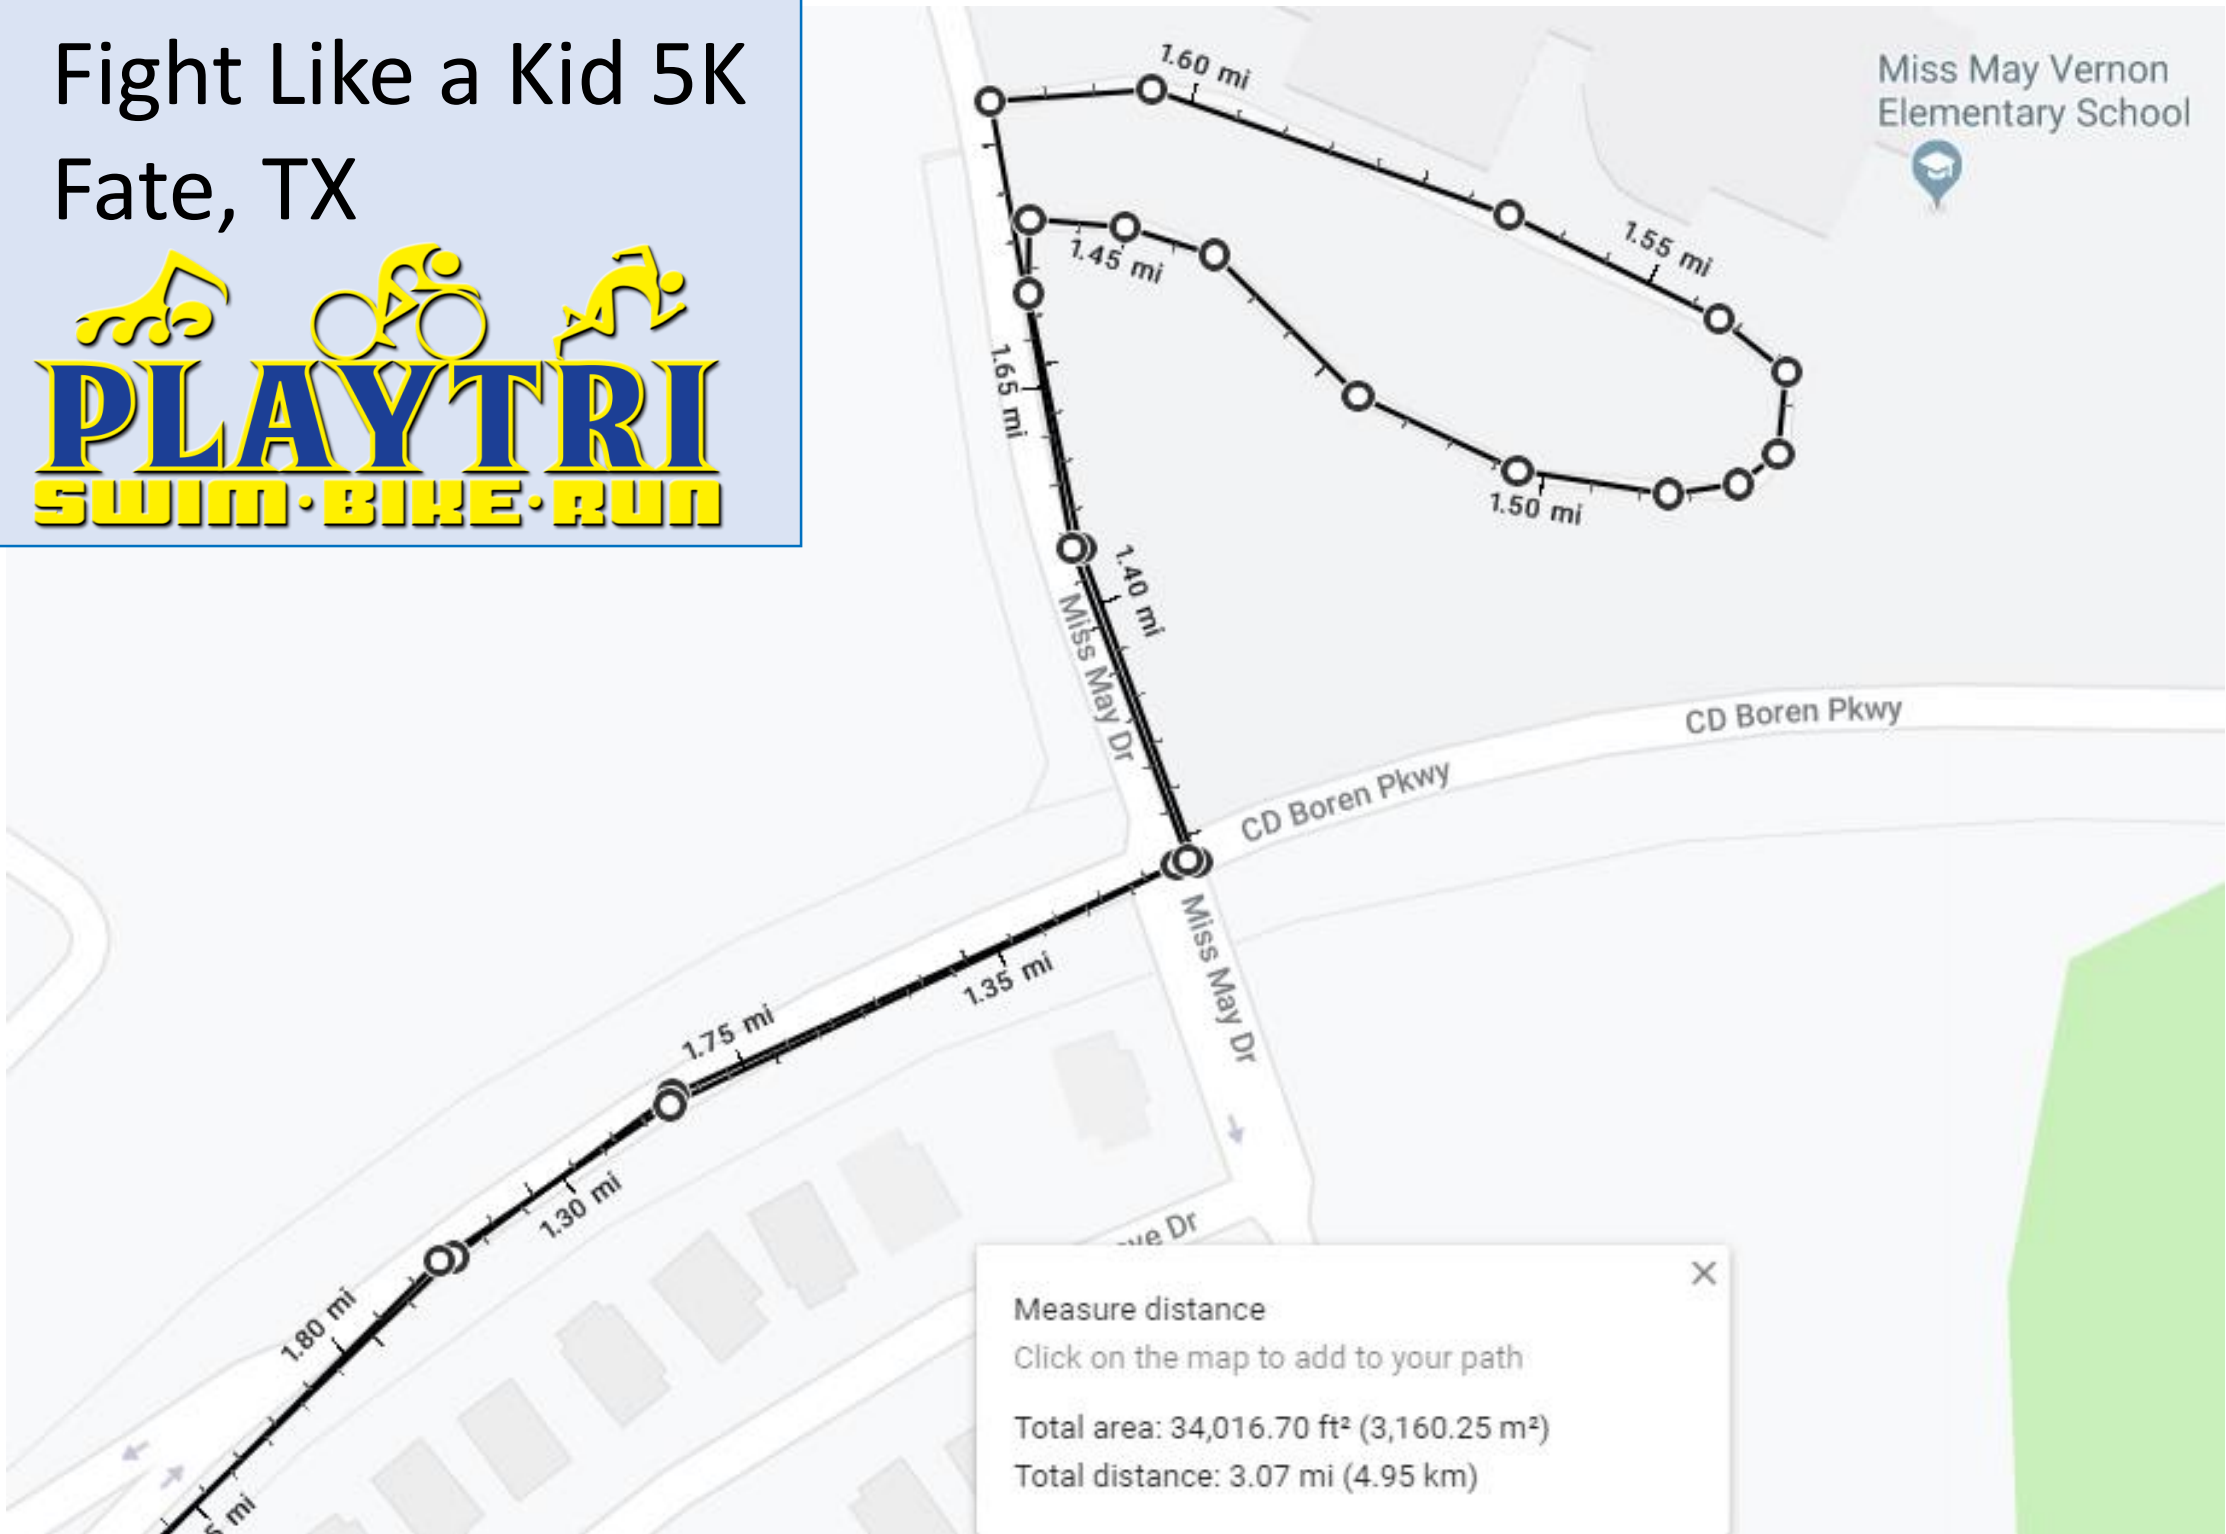 Fight Like a Kid 5K
Fate, TX
PLAYTRI
SWIM·BIKE·RUN
1.60 mi
Miss May Vernon
Elementary School
1.55 mi
1.45 mi
1.65 mi
1.50 mi
1.40 mi
Miss May Dr
CD Boren Pkwy
CD Boren Pkwy
Miss May Dr
1.35 mi
1.75 mi
1.30 mi
1.80 mi
ve Dr
5 mi
Measure distance
Click on the map to add to your path
Total area: 34,016.70 ft² (3,160.25 m²)
Total distance: 3.07 mi (4.95 km)